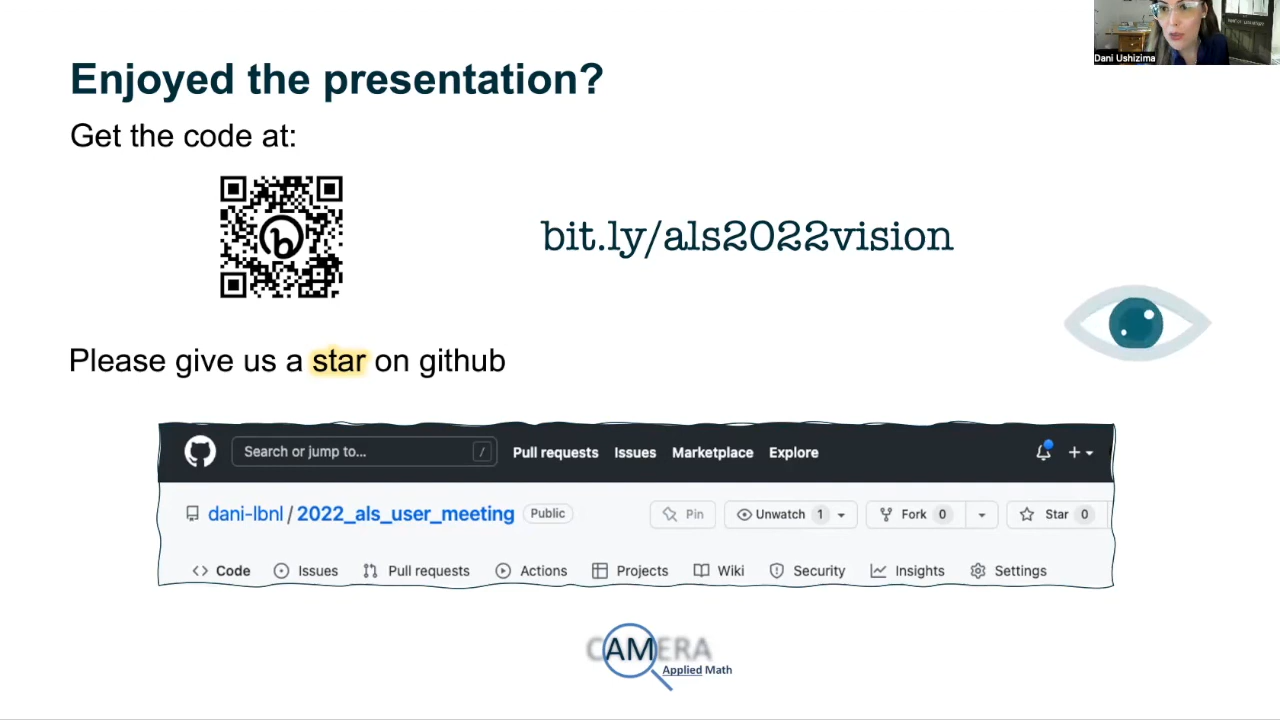 Dani Ushizima
Enjoyed the presentation?
Get the code at:
bit.ly/als2022vision
Please give us a star on github
Search or jump to... / Pull requests Issues Marketplace Explore
dani-lbnl / 2022_als_user_meeting Public Pin Unwatch 1 Fork 0 Star 0
Code Issues Pull requests Actions Projects Wiki Security Insights Settings
CAMERA
Applied Math